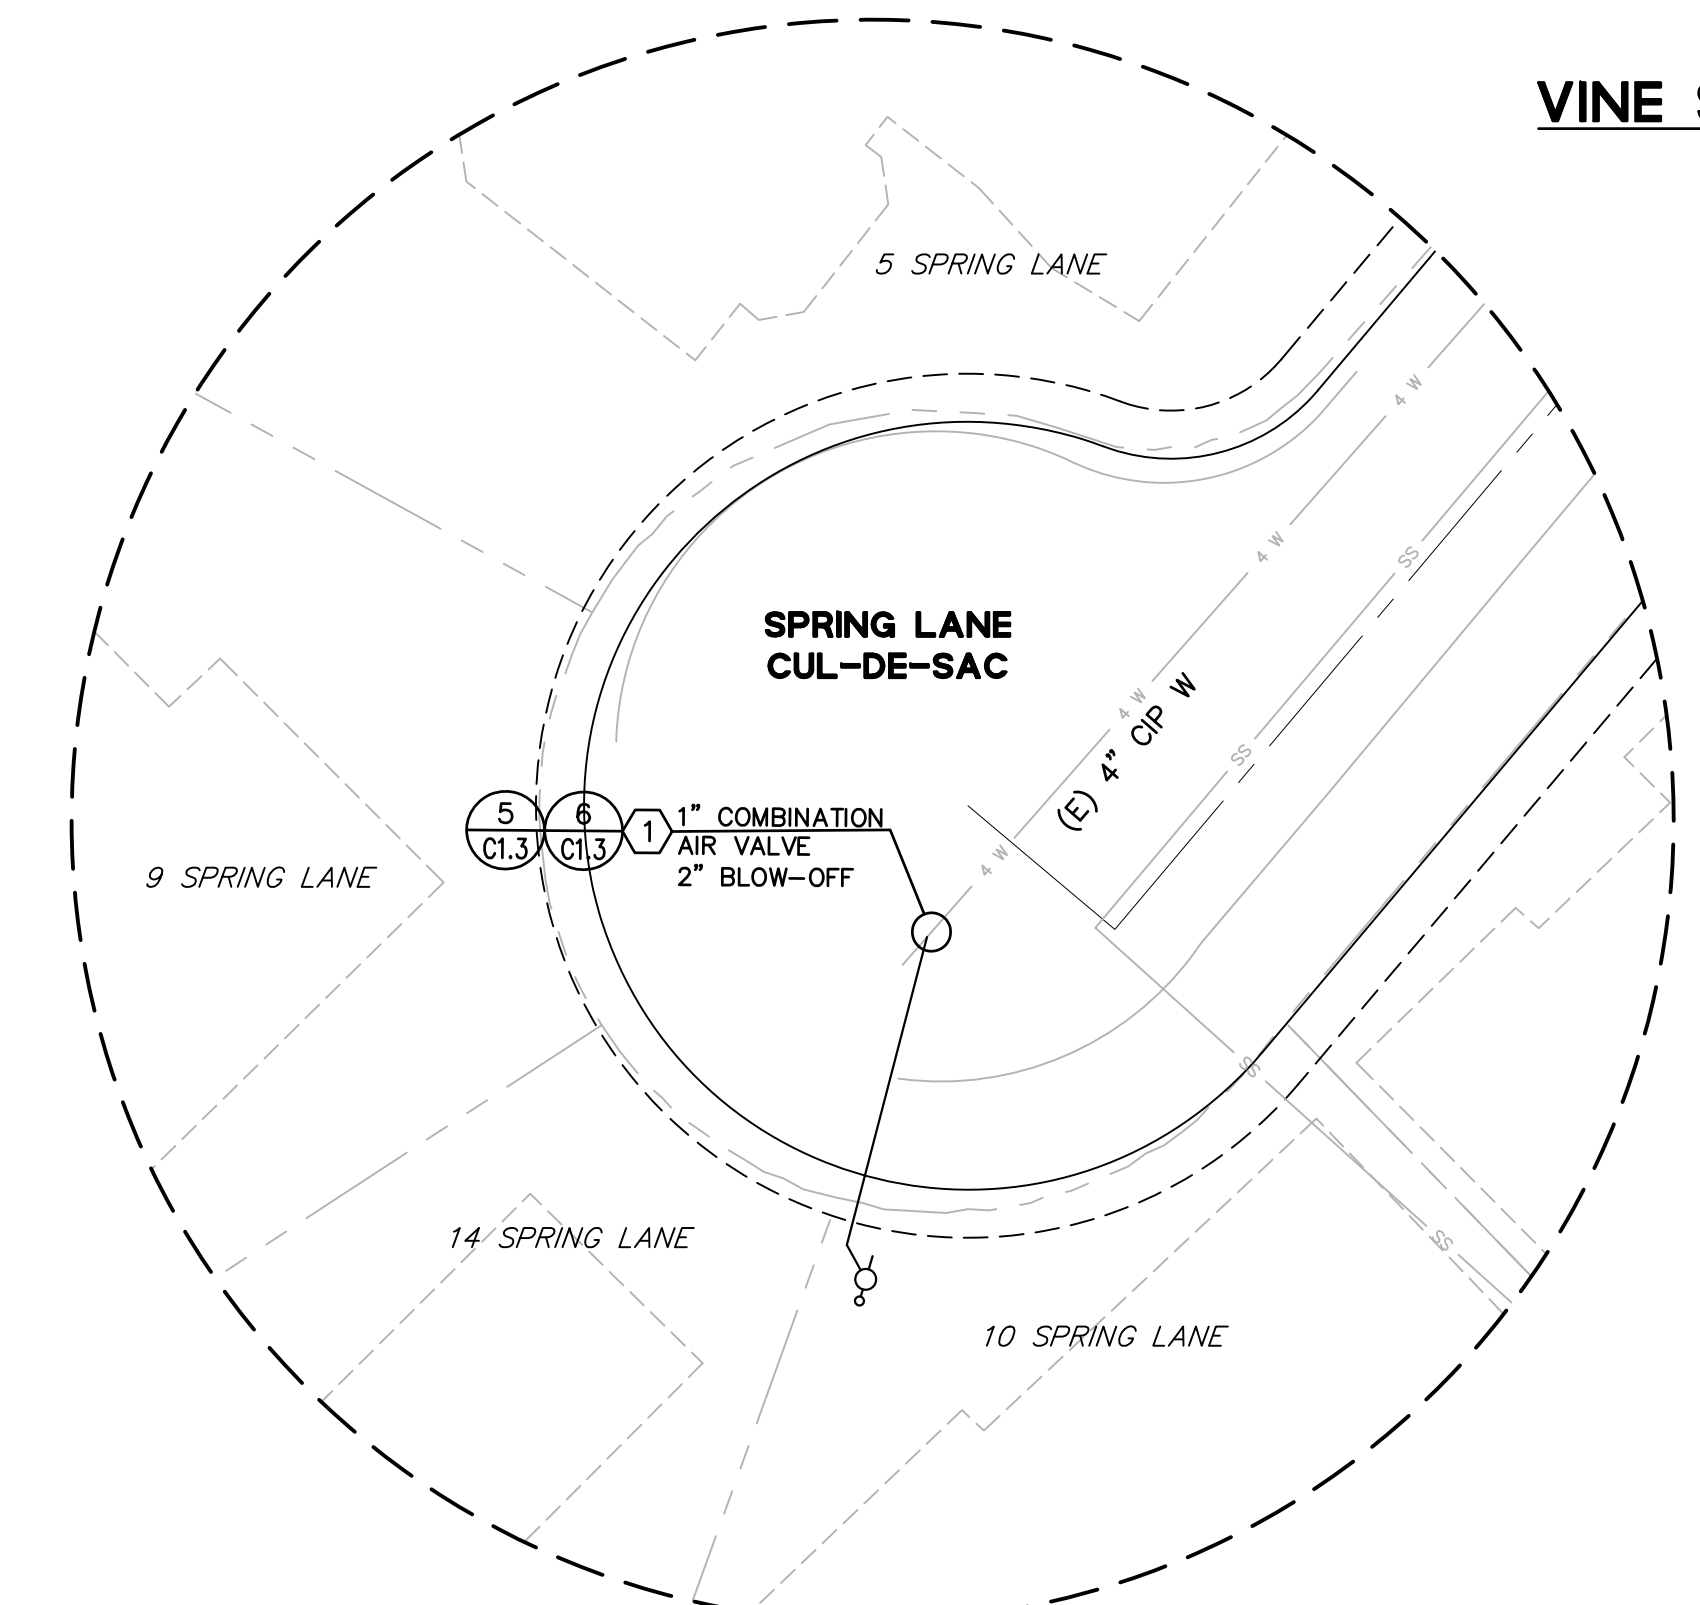 VINE
5 SPRING LANE
4 W
4 W
SS
SPRING LANE
CUL-DE-SAC
4 W
(E) 4" CIP W
SS
5
C1.3
6
C1.3
1
1" COMBINATION
AIR VALVE
2" BLOW-OFF
4 W
9 SPRING LANE
SS
14 SPRING LANE
SS
10 SPRING LANE